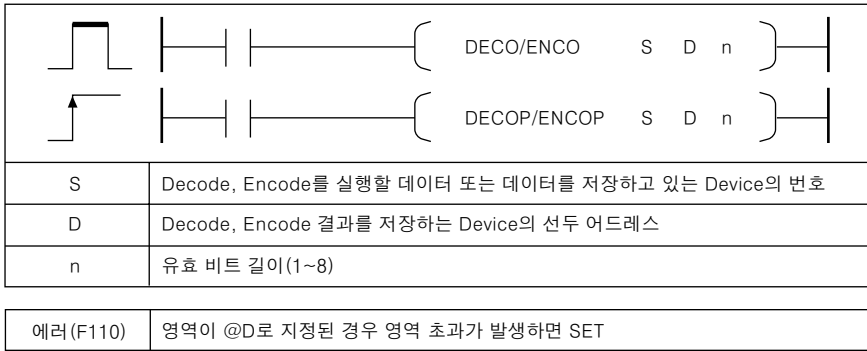 DECO/ENCO S D n
DECOP/ENCOP S D n
S Decode, Encode를 실행할 데이터 또는 데이터를 저장하고 있는 Device의 번호
D Decode, Encode 결과를 저장하는 Device의 선두 어드레스
n 유효 비트 길이(1~8)
에러(F110) 영역이 @D로 지정된 경우 영역 초과가 발생하면 SET